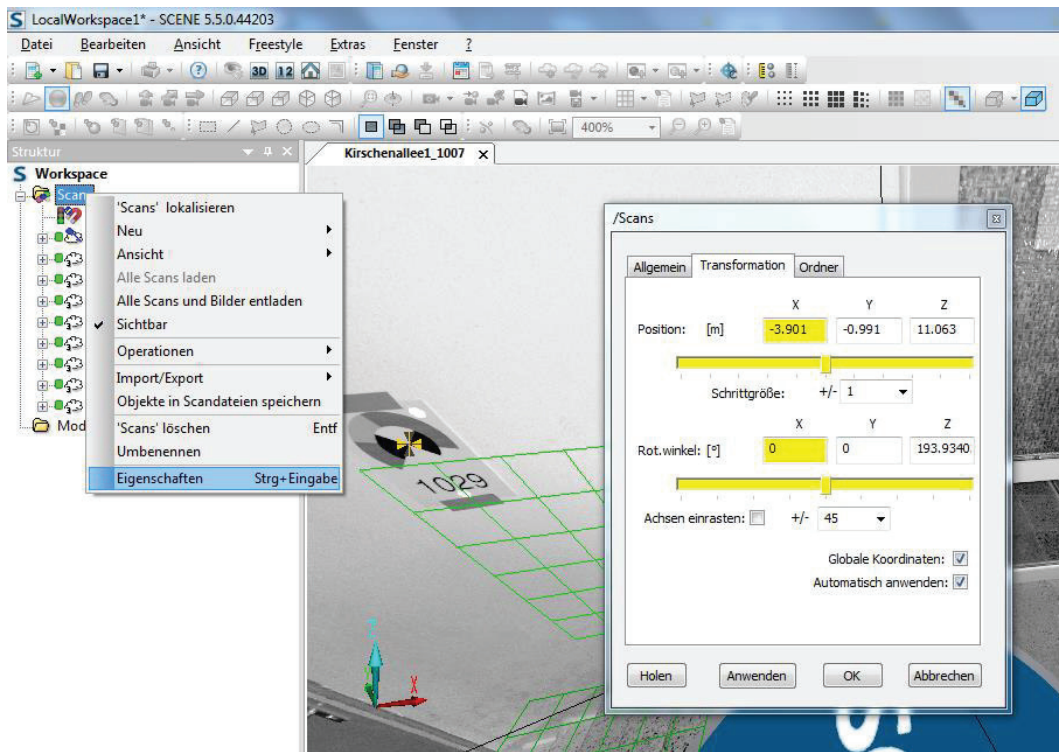 LocalWorkspace1* - SCENE 5.5.0.44203
Datei Bearbeiten Ansicht Freestyle Extras Fenster ?
3D 12
400%
Struktur
Kirschenallee1_1007
Workspace
Scan
'Scans' lokalisieren
Neu
Ansicht
Alle Scans laden
Alle Scans und Bilder entladen
Sichtbar
Operationen
Import/Export
Objekte in Scandateien speichern
'Scans' löschen Entf
Umbenennen
Eigenschaften Strg+Eingabe
Mod
1029
Z
X
/Scans
Allgemein Transformation Ordner
X Y Z
Position: [m] -3.901 -0.991 11.063
Schrittgröße: +/- 1
X Y Z
Rot.winkel: [°] 0 0 193.9340
Achsen einrasten: +/- 45
Globale Koordinaten:
Automatisch anwenden:
Holen Anwenden OK Abbrechen